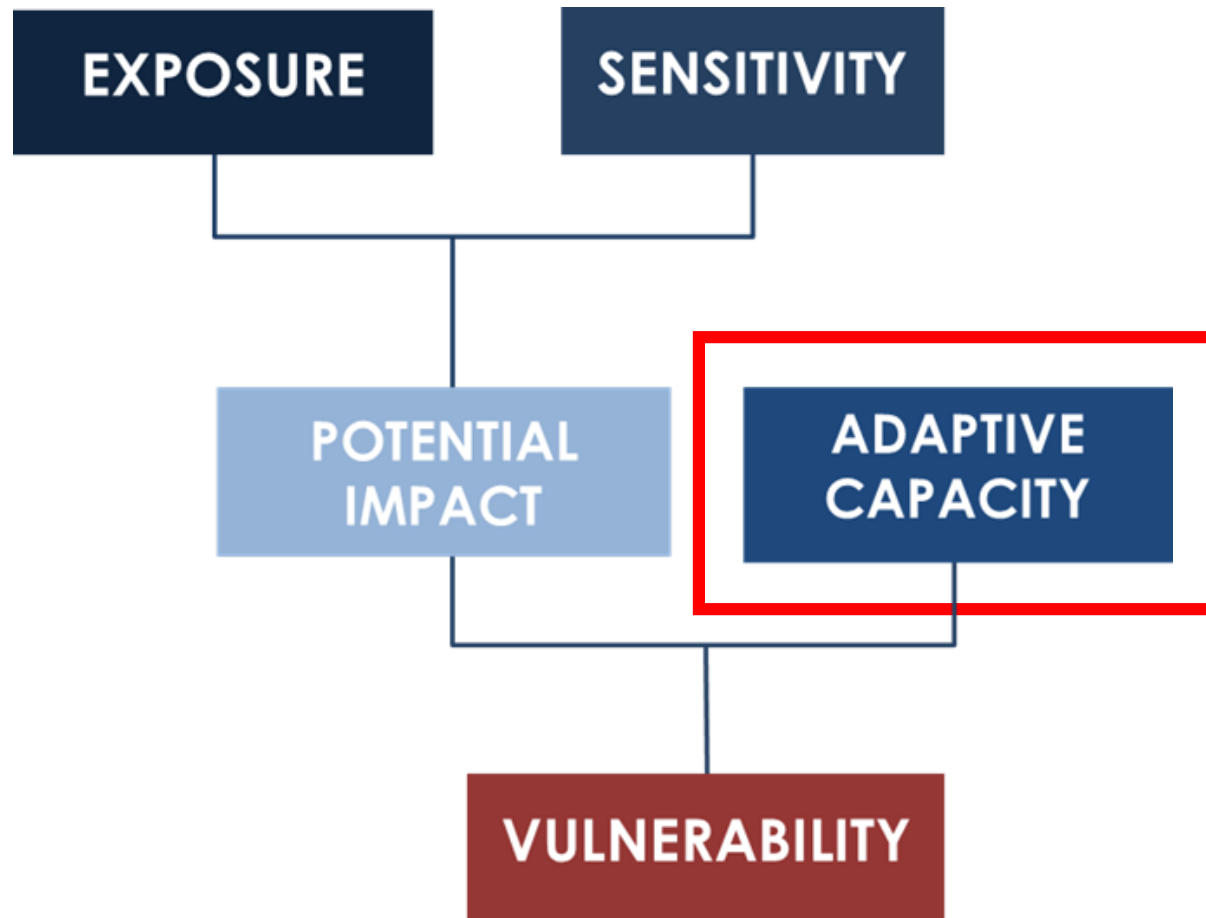 EXPOSURE
SENSITIVITY
POTENTIAL
IMPACT
ADAPTIVE
CAPACITY
VULNERABILITY